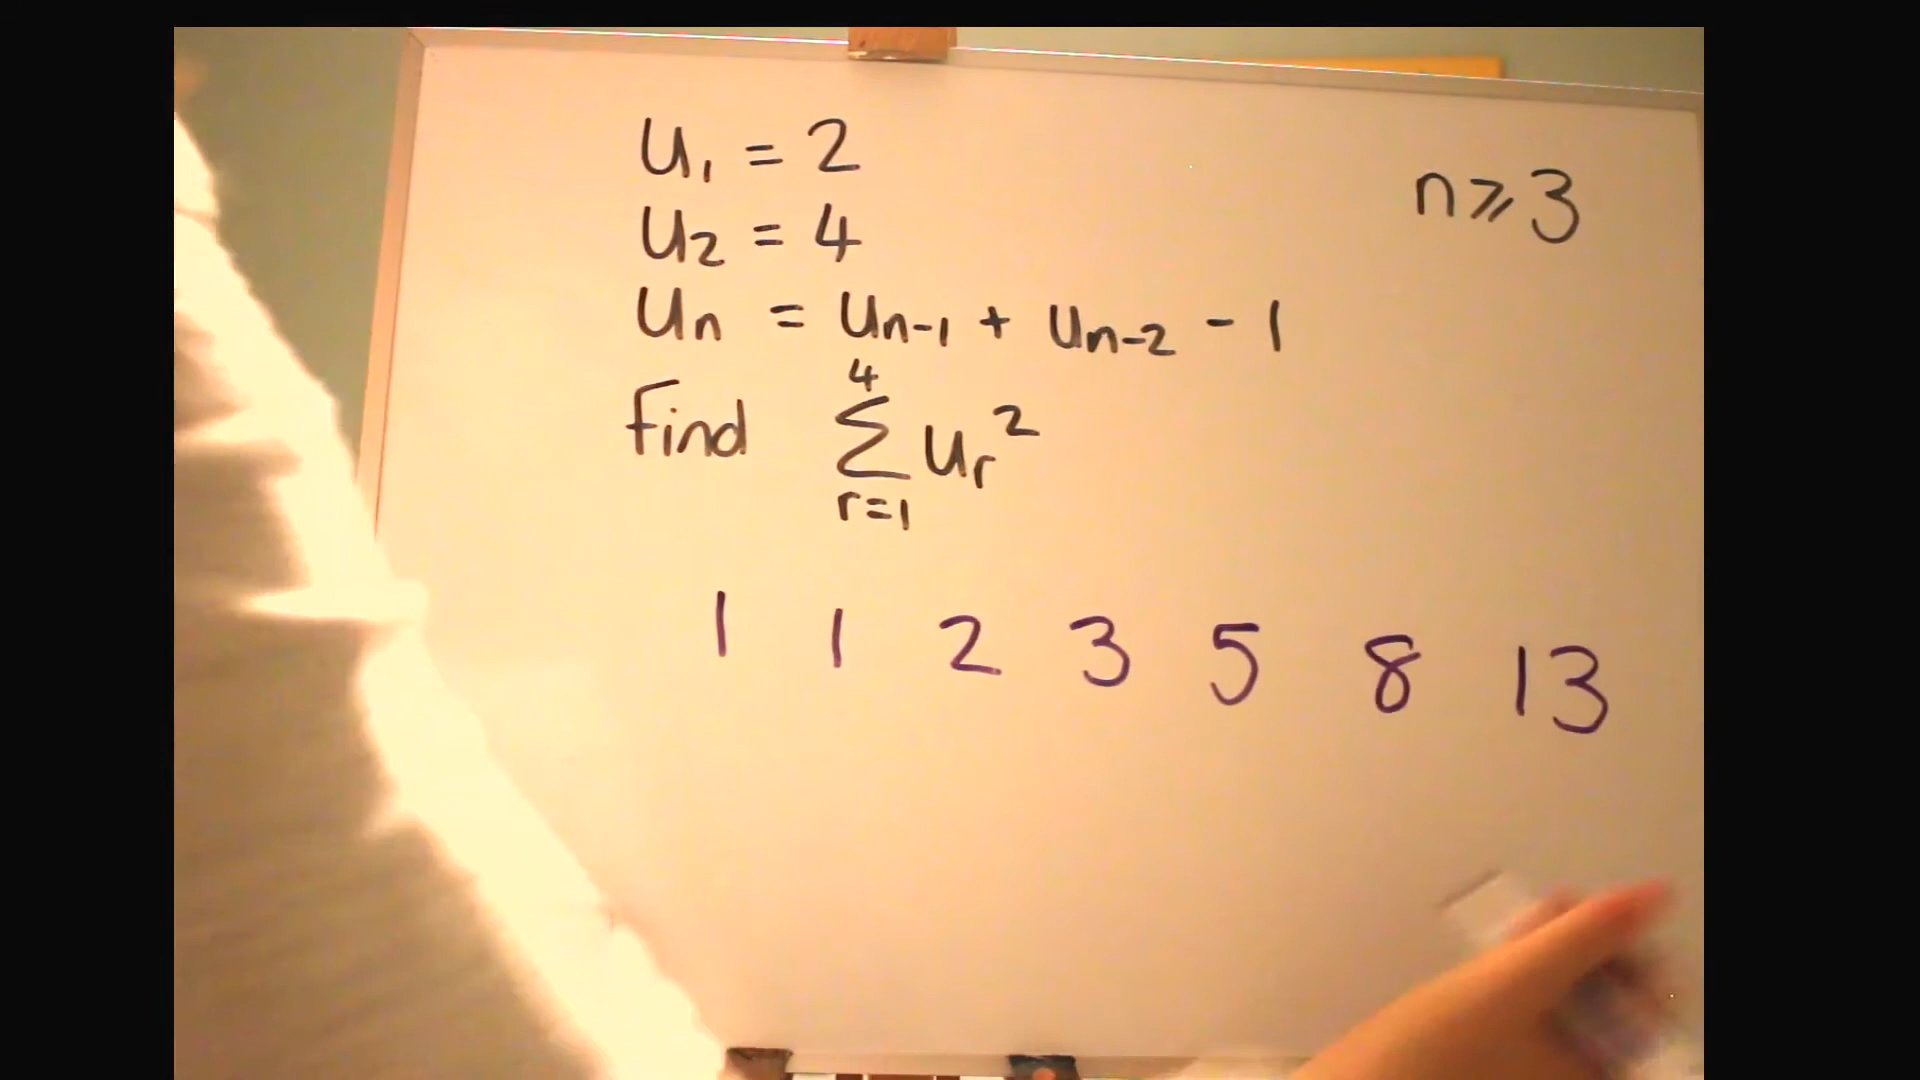 u₁ = 2
n ⩾ 3
u₂ = 4
uₙ = uₙ₋₁ + uₙ₋₂ - 1
4
Find ∑ uᵣ²
r=1
1 1 2 3 5 8 13